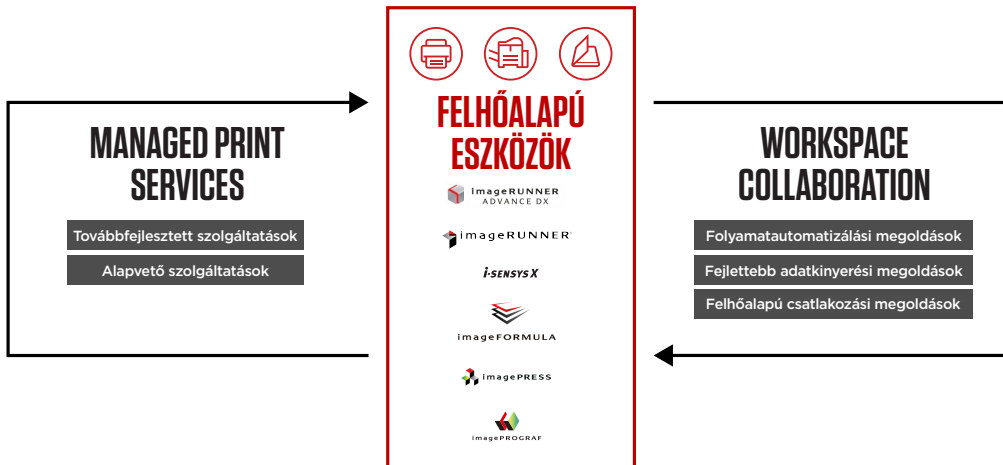 MANAGED PRINT
SERVICES
Továbbfejlesztett szolgáltatások
Alapvető szolgáltatások
FELHŐALAPÚ
ESZKÖZÖK
imageRUNNER
ADVANCE DX
imageRUNNER
i-SENSYS X
imageFORMULA
imagePRESS
imagePROGRAF
WORKSPACE
COLLABORATION
Folyamatautomatizálási megoldások
Fejlettebb adatkinyerési megoldások
Felhőalapú csatlakozási megoldások